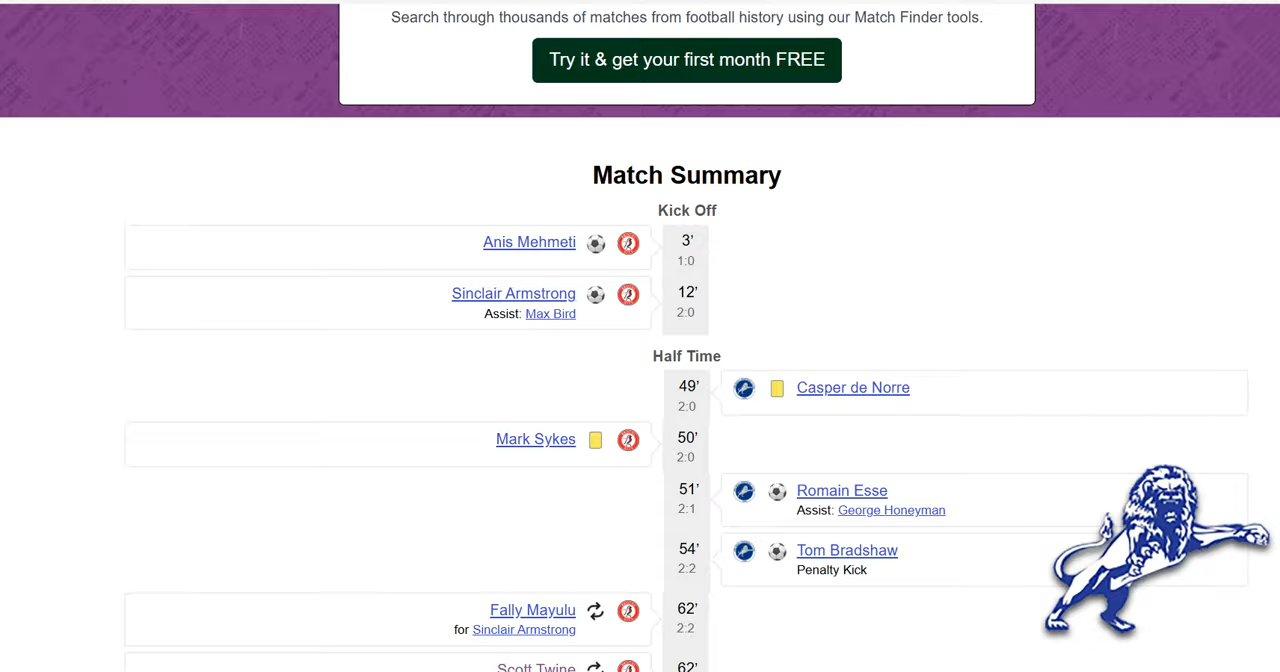 Search through thousands of matches from football history using our Match Finder tools.
Try it & get your first month FREE
Match Summary
Kick Off
Anis Mehmeti
3’
1:0
Sinclair Armstrong
Assist: Max Bird
12’
2:0
Half Time
49’
2:0
Casper de Norre
Mark Sykes
50’
2:0
51’
2:1
Romain Esse
Assist: George Honeyman
54’
2:2
Tom Bradshaw
Penalty Kick
Fally Mayulu
for Sinclair Armstrong
62’
2:2
Scott Twine
62’